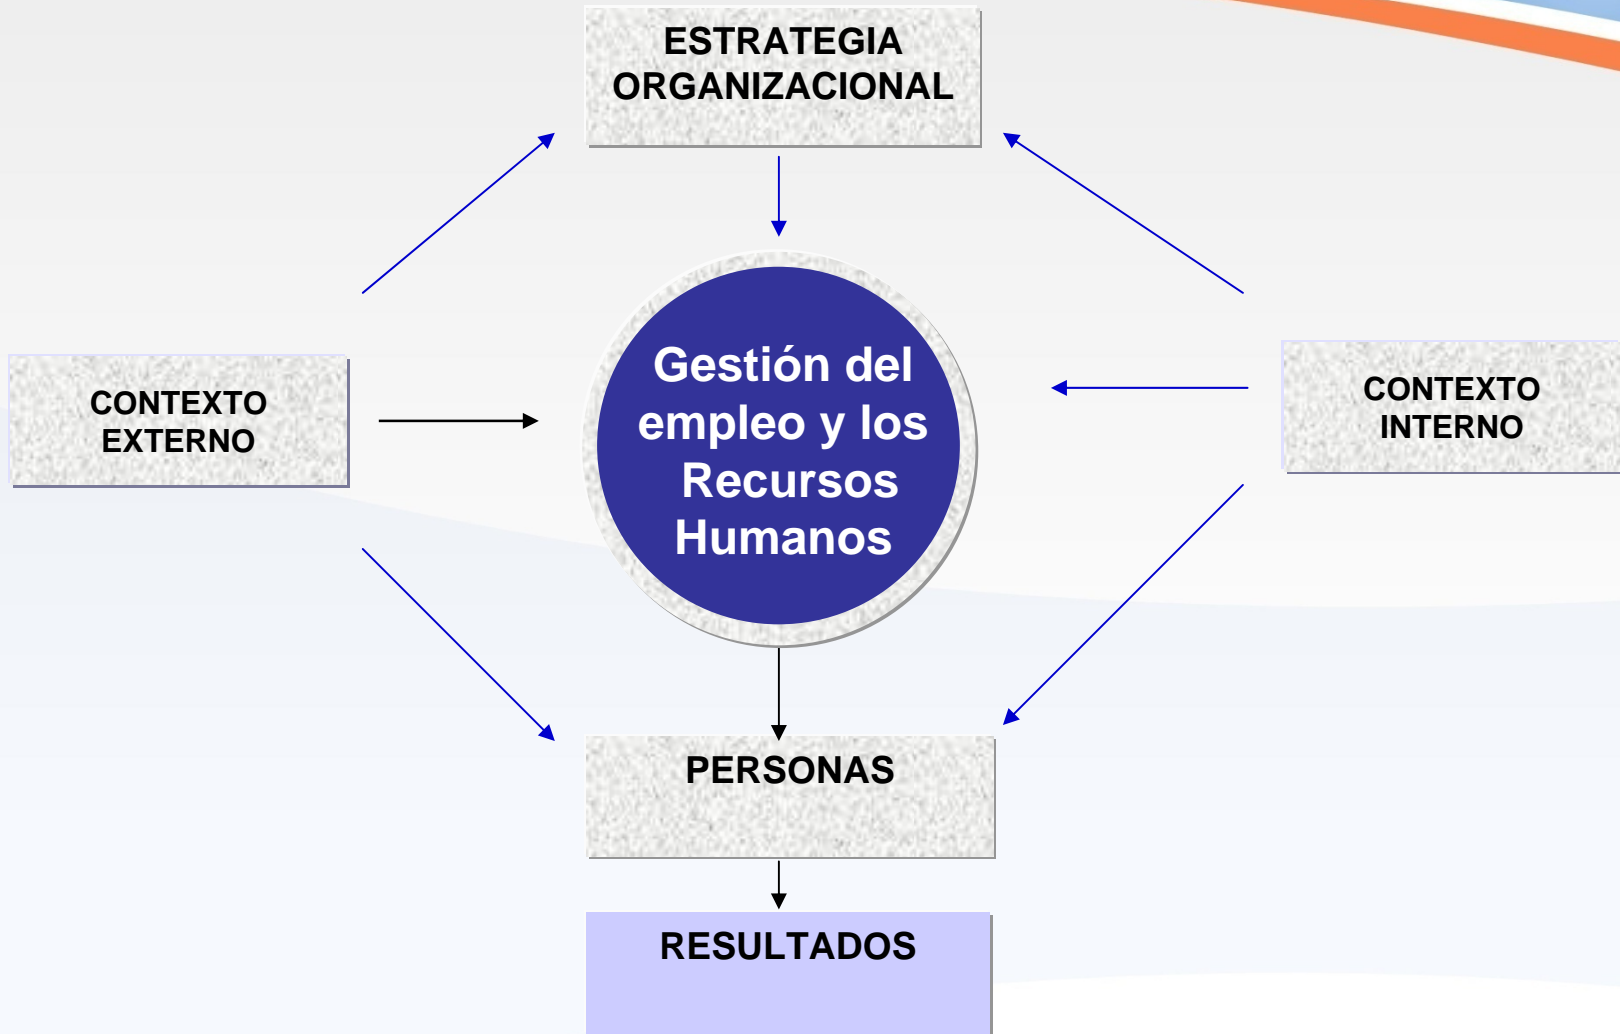 ESTRATEGIA
ORGANIZACIONAL
CONTEXTO
EXTERNO
Gestión del
empleo y los
Recursos
Humanos
CONTEXTO
INTERNO
PERSONAS
RESULTADOS